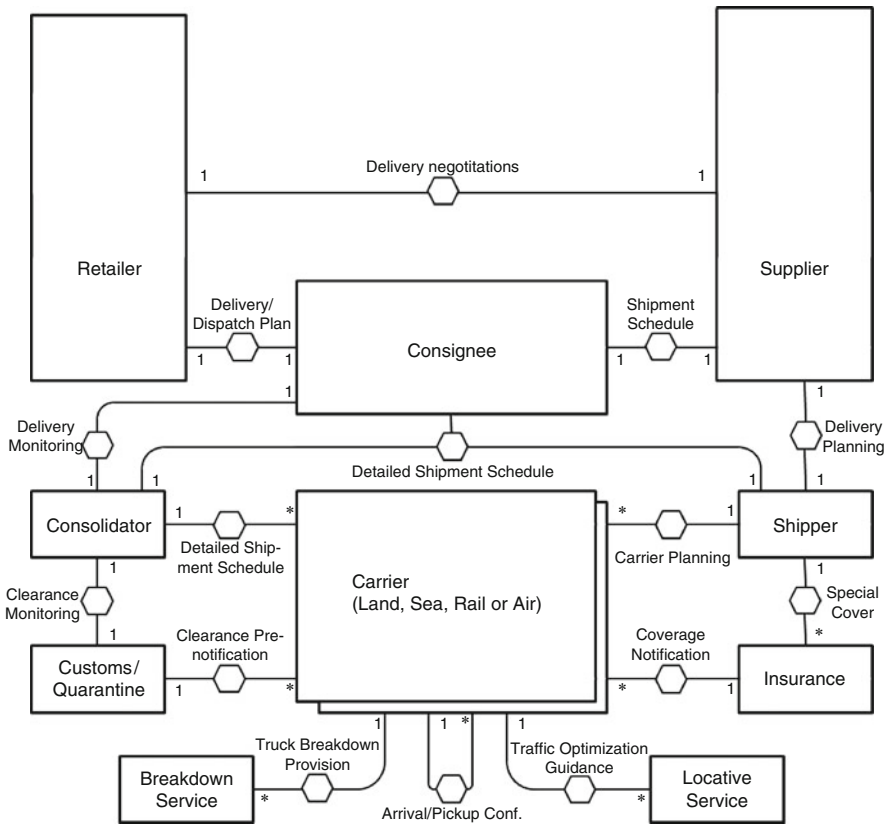 Delivery negotitations
1
1
Retailer
Supplier
Delivery/
Dispatch Plan
Shipment
Schedule
Consignee
1
1
1
1
1
1
Delivery
Monitoring
Delivery
Planning
Detailed Shipment Schedule
1
1
1
1
Consolidator
1
*
Detailed Ship-
ment Schedule
Carrier
(Land, Sea, Rail or Air)
*
1
Carrier Planning
Shipper
1
1
Clearance
Monitoring
Special
Cover
1
*
Clearance Pre-
notification
Coverage
Notification
Customs/
Quarantine
1
*
*
1
Insurance
1
1
*
1
Truck Breakdown
Provision
Traffic Optimization
Guidance
Breakdown
Service
*
Arrival/Pickup Conf.
*
Locative
Service